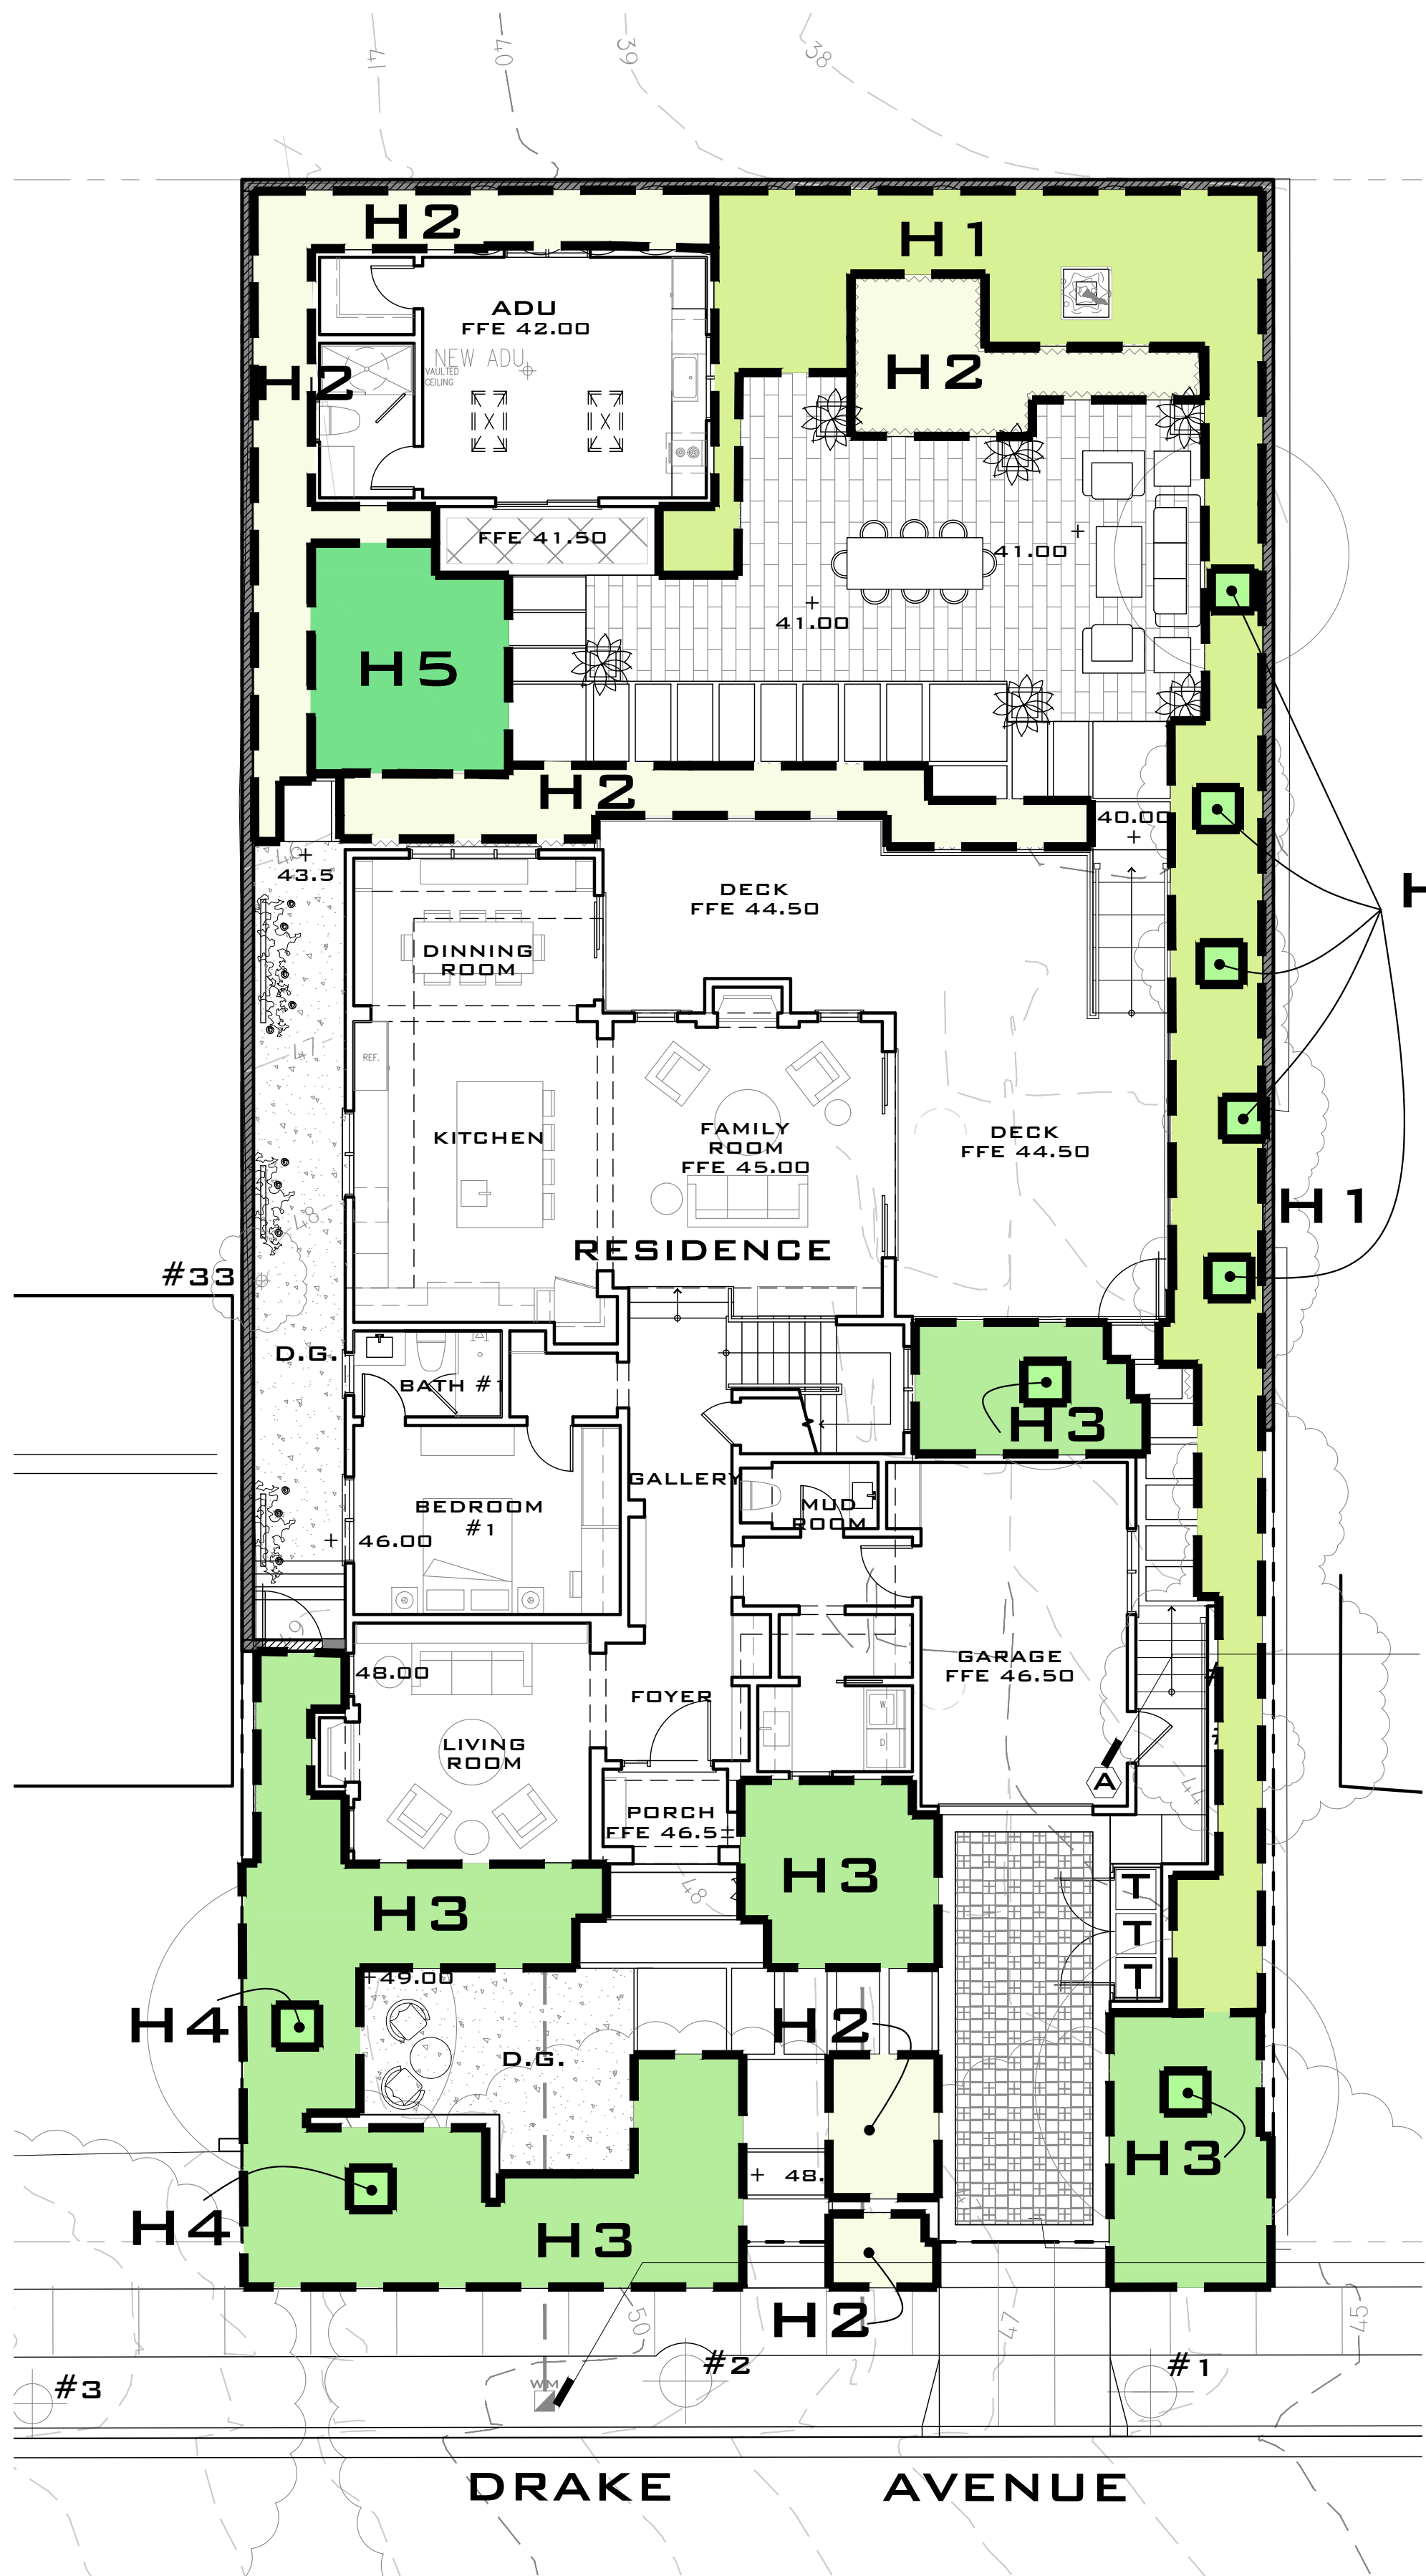 41
40
39
38
H2
H1
ADU
FFE 42.00
NEW ADU
VAULTED
CEILING
H2
H2
FFE 41.50
41.00
41.00
H5
H2
40.00
43.5
DECK
FFE 44.50
H
DINNING
ROOM
47
REF.
KITCHEN
FAMILY
ROOM
FFE 45.00
DECK
FFE 44.50
48
H1
RESIDENCE
#33
D.G.
BATH #1
H3
GALLERY
BEDROOM
#1
MUD
ROOM
46.00
GARAGE
FFE 46.50
48.00
FOYER
W
D
LIVING
ROOM
A
PORCH
FFE 46.5±
H3
48
H3
T
T
T
49.00
H4
H2
D.G.
H3
48.
H4
H3
H2
50
47
45
#3
#2
#1
WM
DRAKE AVENUE